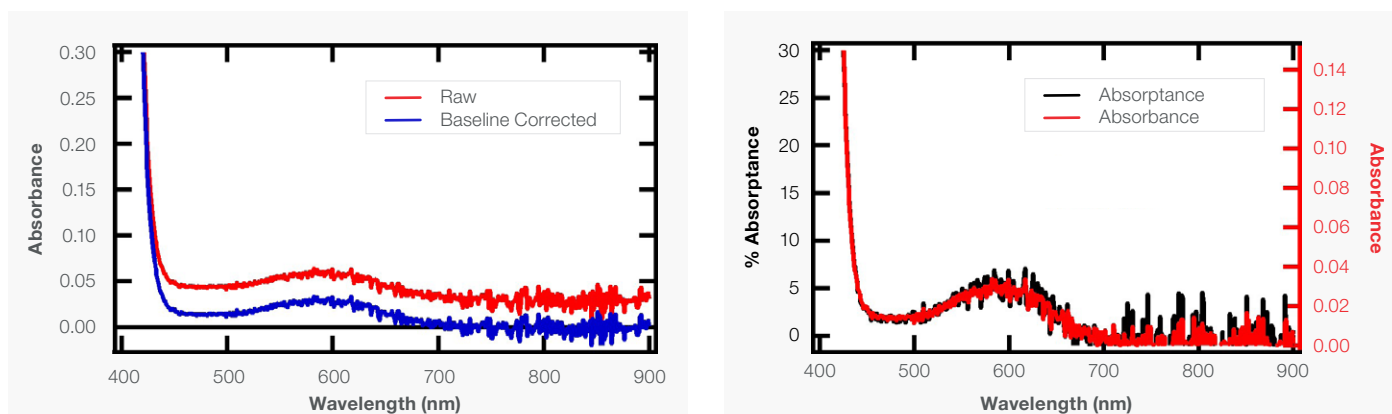 0.30
0.25
0.20
0.15
0.10
0.05
0.00
Absorbance
Raw
Baseline Corrected
400 500 600 700 800 900
Wavelength (nm)
30
25
20
15
10
5
0
% Absorptance
Absorptance
Absorbance
0.14
0.12
0.10
0.08
0.06
0.04
0.02
0.00
Absorbance
400 500 600 700 800 900
Wavelength (nm)